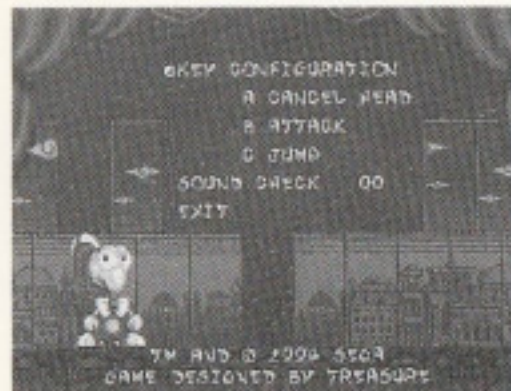 KEY CONFIGURATION
A CANCEL HEAD
B ATTACK
C JUMP
SOUND CHECK 00
EXIT
TM AND © 1994 SEGA
GAME DESIGNED BY TREASURE